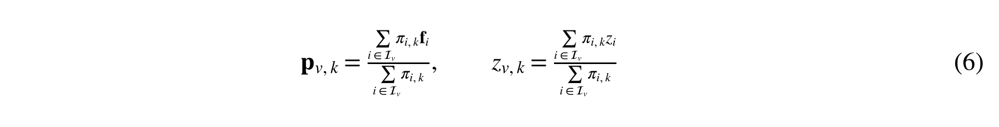 $$\mathbf{p}_{v,k} = \frac{\sum_{i \in \mathcal{I}_v} \pi_{i,k} \mathbf{f}_i}{\sum_{i \in \mathcal{I}_v} \pi_{i,k}}, \qquad z_{v,k} = \frac{\sum_{i \in \mathcal{I}_v} \pi_{i,k} z_i}{\sum_{i \in \mathcal{I}_v} \pi_{i,k}} \qquad (6)$$